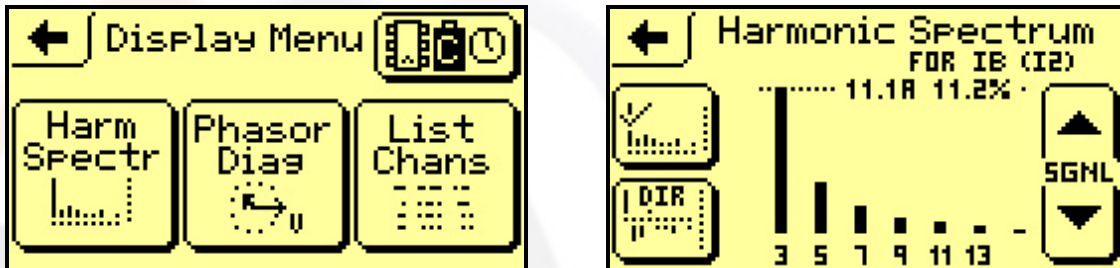 Display Menu
Harm
Spectr
Phasor
Diag
U
List
Chans
Harmonic Spectrum
FOR IB (I2)
11.1A 11.2%
SGNL
DIR
3 5 7 9 11 13